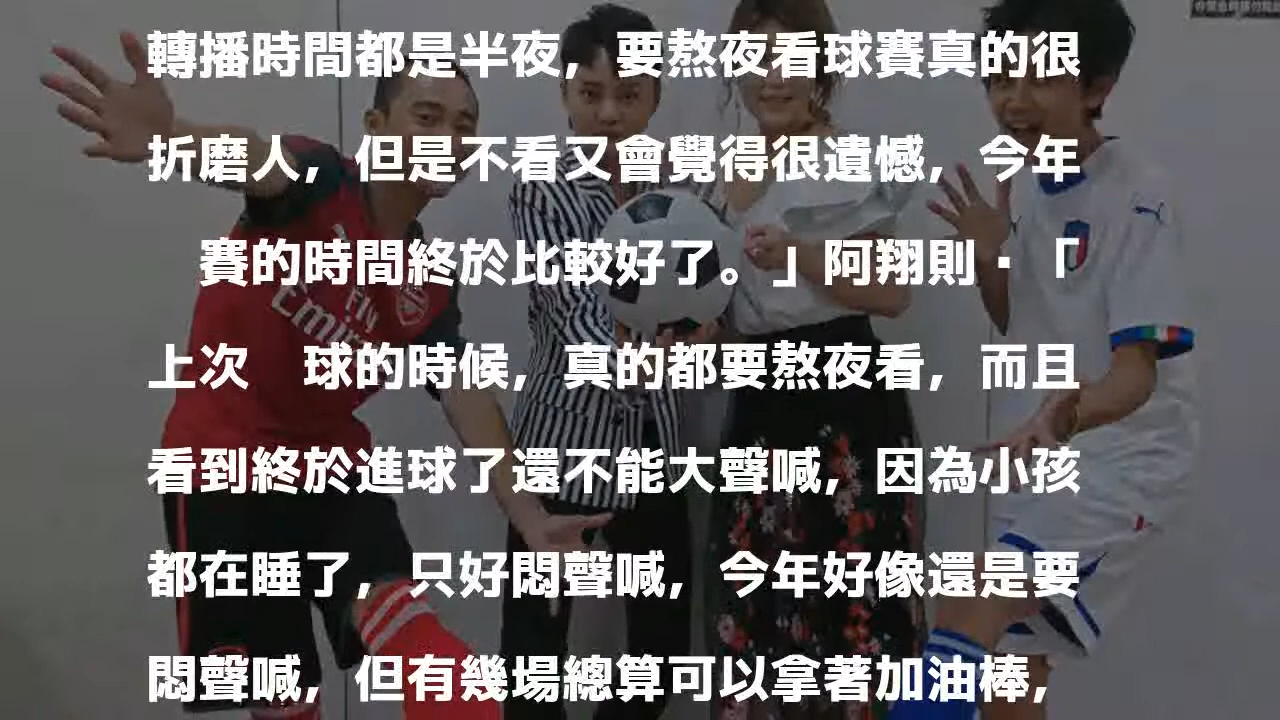 轉播時間都是半夜，要熬夜看球賽真的很
折磨人，但是不看又會覺得很遺憾，今年
賽的時間終於比較好了。」阿翔則·「
上次 球的時候，真的都要熬夜看，而且
看到終於進球了還不能大聲喊，因為小孩
都在睡了，只好悶聲喊，今年好像還是要
悶聲喊，但有幾場總算可以拿著加油棒，
Fly
Emirates